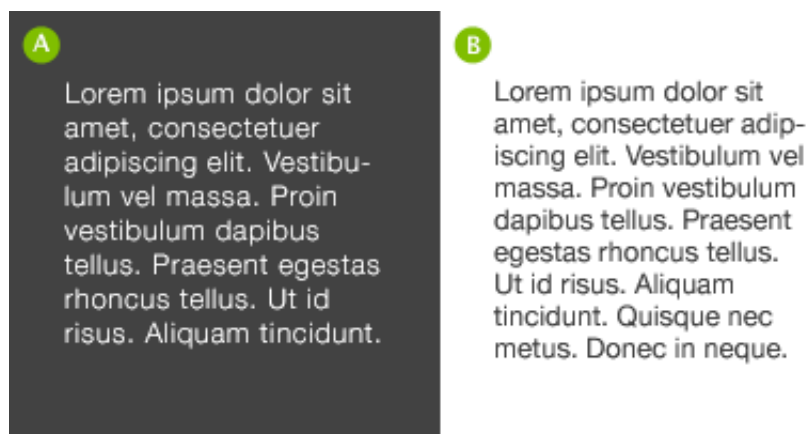 A
Lorem ipsum dolor sit
amet, consectetuer
adipiscing elit. Vestibu-
lum vel massa. Proin
vestibulum dapibus
tellus. Praesent egestas
rhoncus tellus. Ut id
risus. Aliquam tincidunt.
B
Lorem ipsum dolor sit
amet, consectetuer adip-
iscing elit. Vestibulum vel
massa. Proin vestibulum
dapibus tellus. Praesent
egestas rhoncus tellus.
Ut id risus. Aliquam
tincidunt. Quisque nec
metus. Donec in neque.